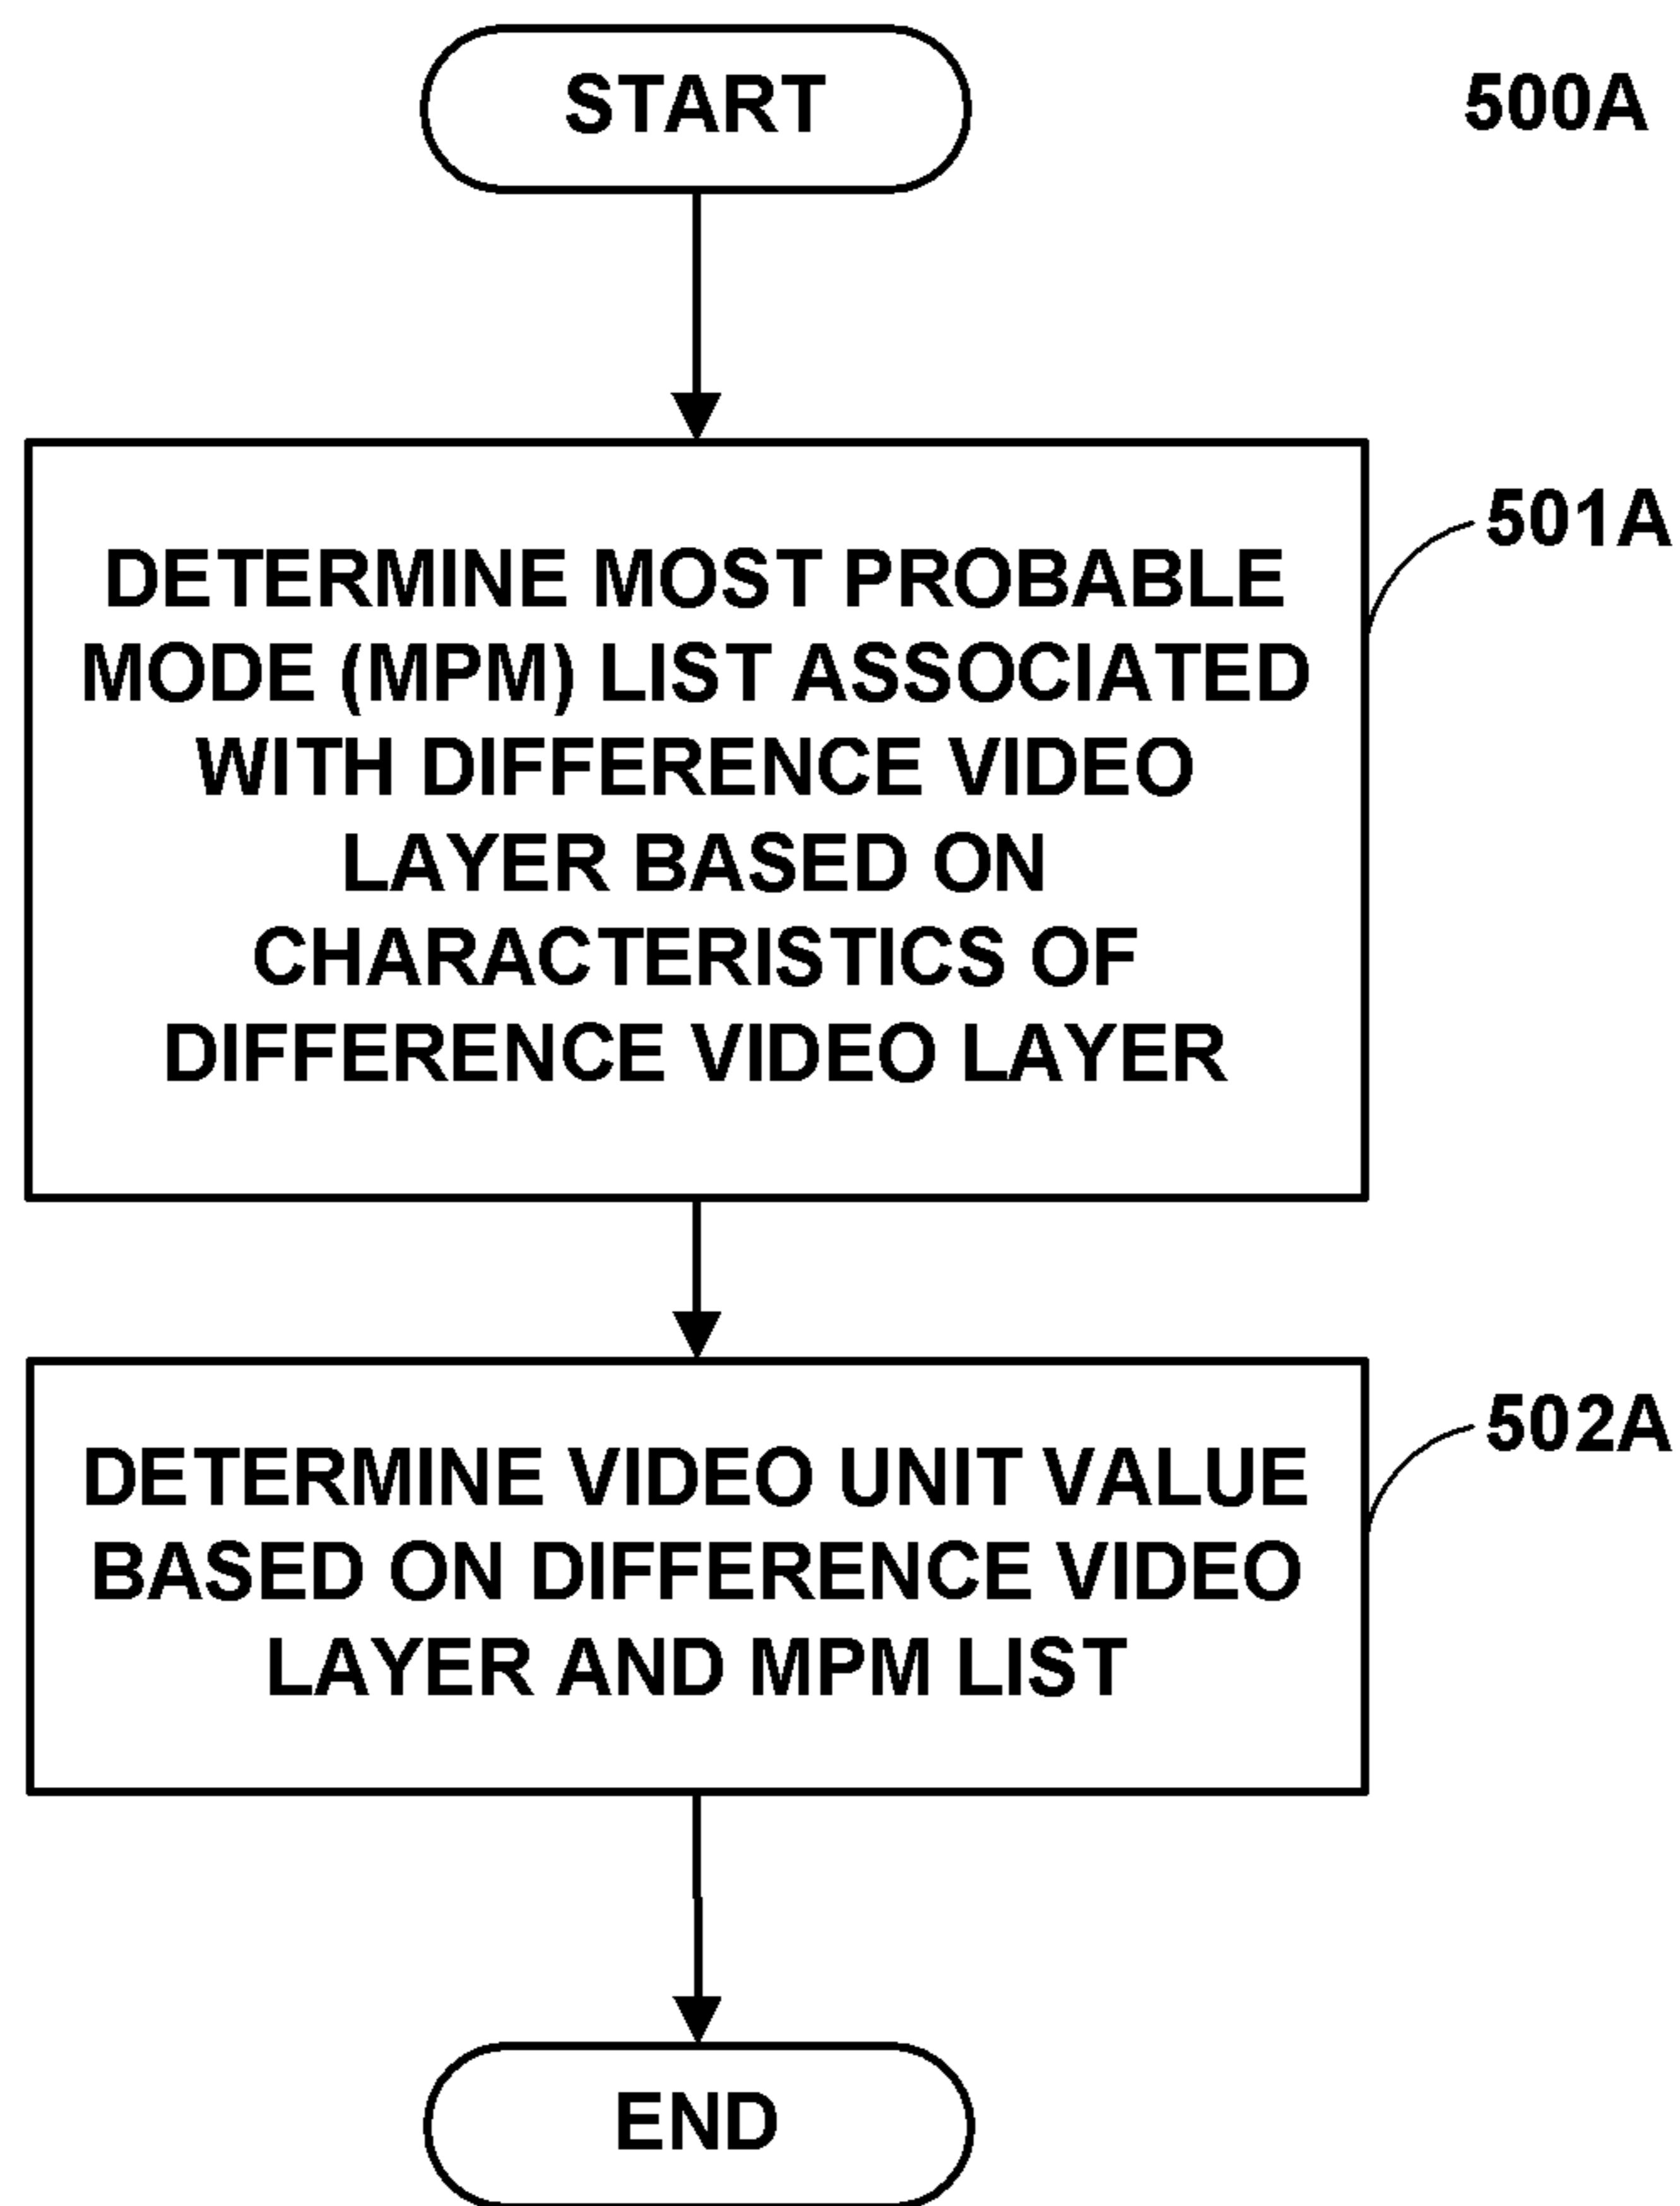 START
500A
501A
DETERMINE MOST PROBABLE
MODE (MPM) LIST ASSOCIATED
WITH DIFFERENCE VIDEO
LAYER BASED ON
CHARACTERISTICS OF
DIFFERENCE VIDEO LAYER
502A
DETERMINE VIDEO UNIT VALUE
BASED ON DIFFERENCE VIDEO
LAYER AND MPM LIST
END